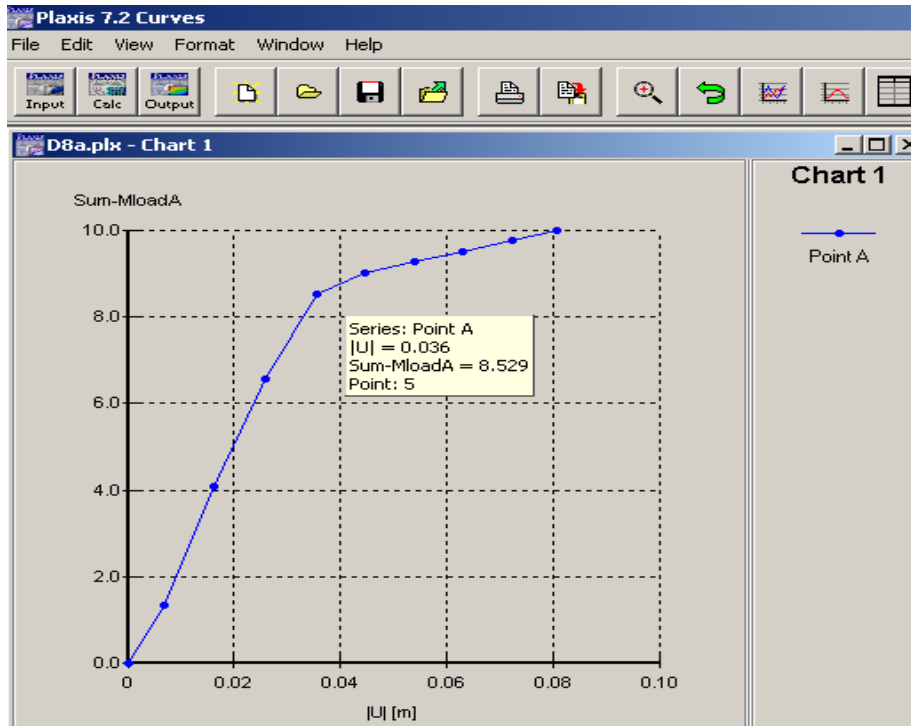 Plaxis 7.2 Curves
File Edit View Format Window Help
Input Calc Output
D8a.plx - Chart 1
Chart 1
Point A
Sum-MloadA
10.0
8.0
6.0
4.0
2.0
0.0
0 0.02 0.04 0.06 0.08 0.10
|U| [m]
Series: Point A
|U| = 0.036
Sum-MloadA = 8.529
Point: 5